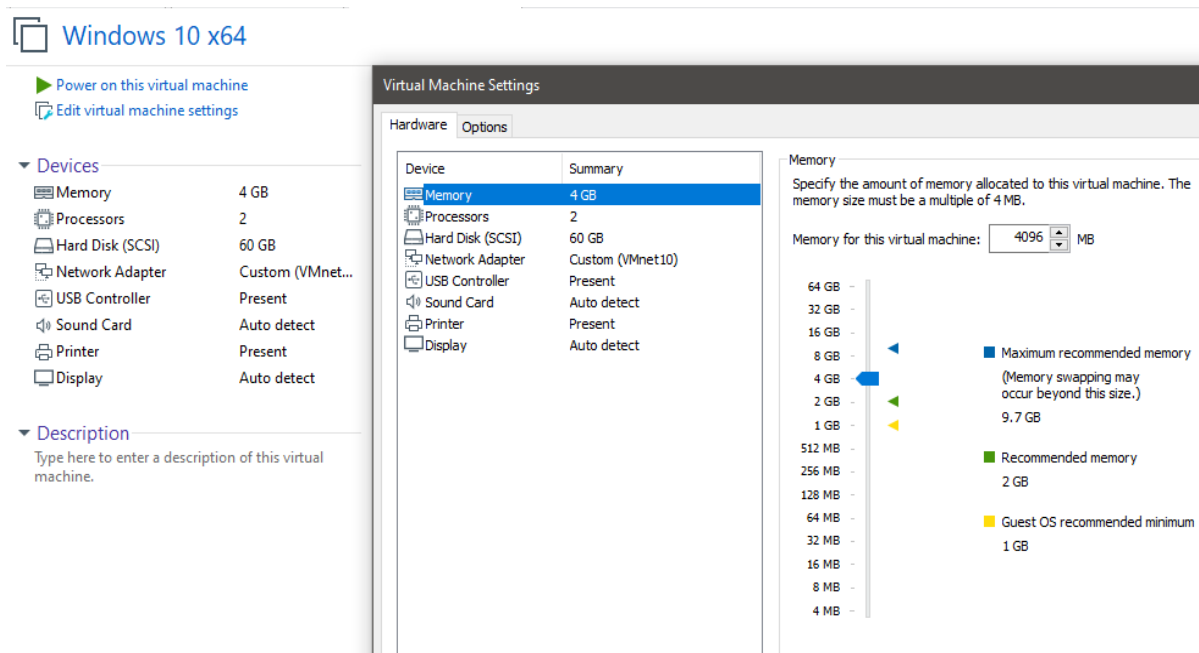 Windows 10 x64
Power on this virtual machine
Edit virtual machine settings
Devices
Memory 4 GB
Processors 2
Hard Disk (SCSI) 60 GB
Network Adapter Custom (VMnet...
USB Controller Present
Sound Card Auto detect
Printer Present
Display Auto detect
Description
Type here to enter a description of this virtual
machine.
Virtual Machine Settings
Hardware Options
Device Summary
Memory 4 GB
Processors 2
Hard Disk (SCSI) 60 GB
Network Adapter Custom (VMnet10)
USB Controller Present
Sound Card Auto detect
Printer Present
Display Auto detect
Memory
Specify the amount of memory allocated to this virtual machine. The
memory size must be a multiple of 4 MB.
Memory for this virtual machine: 4096 MB
64 GB
32 GB
16 GB
8 GB
4 GB
2 GB
1 GB
512 MB
256 MB
128 MB
64 MB
32 MB
16 MB
8 MB
4 MB
Maximum recommended memory
(Memory swapping may
occur beyond this size.)
9.7 GB
Recommended memory
2 GB
Guest OS recommended minimum
1 GB